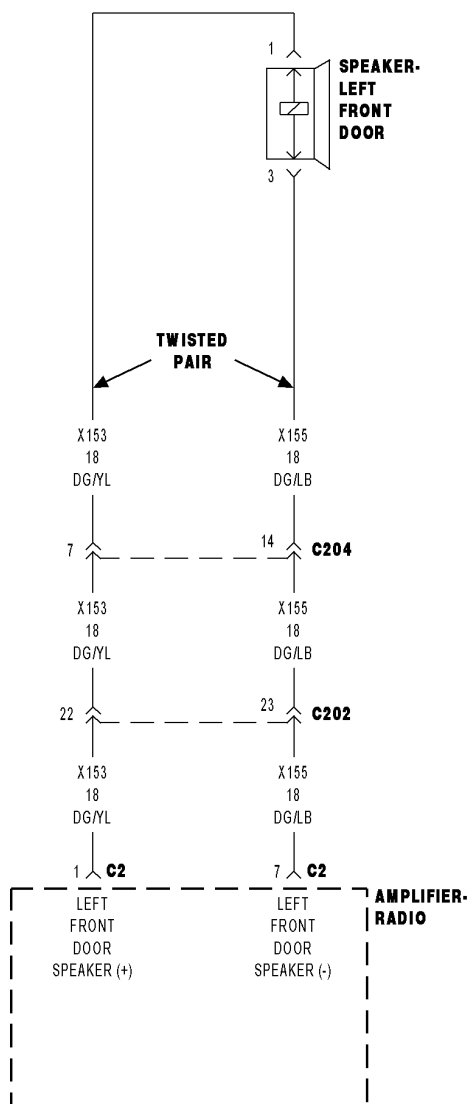 1
SPEAKER-
LEFT
FRONT
DOOR
3
TWISTED
PAIR
X153
18
DG/YL
X155
18
DG/LB
7
14
C204
X153
18
DG/YL
X155
18
DG/LB
22
23
C202
X153
18
DG/YL
X155
18
DG/LB
1 C2
7 C2
AMPLIFIER-
RADIO
LEFT
FRONT
DOOR
SPEAKER (+)
LEFT
FRONT
DOOR
SPEAKER (-)